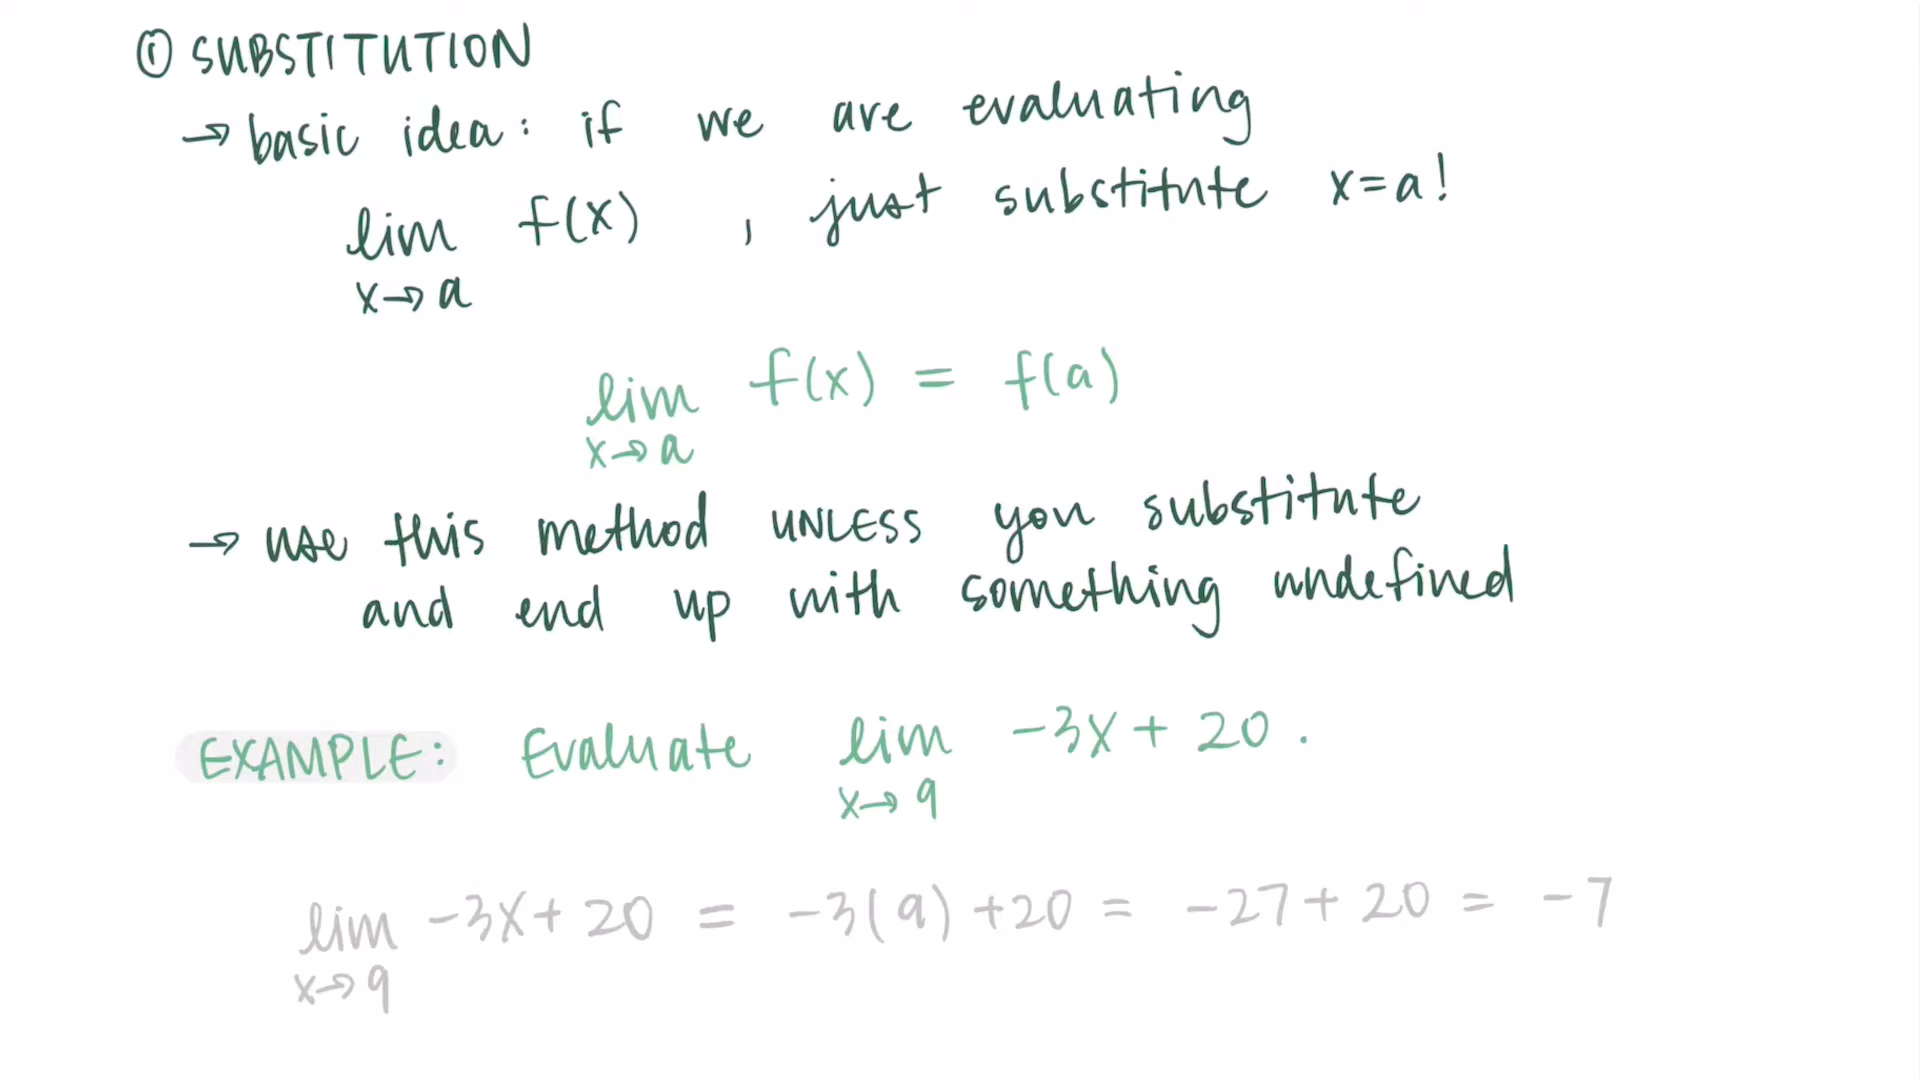 ① SUBSTITUTION
→ basic idea: if we are evaluating
lim f(x) , just substitute x=a!
x→a
lim f(x) = f(a)
x→a
→ use this method UNLESS you substitute
and end up with something undefined
EXAMPLE: Evaluate lim -3x + 20.
x→9
lim -3x + 20 = -3(9) + 20 = -27 + 20 = -7
x→9